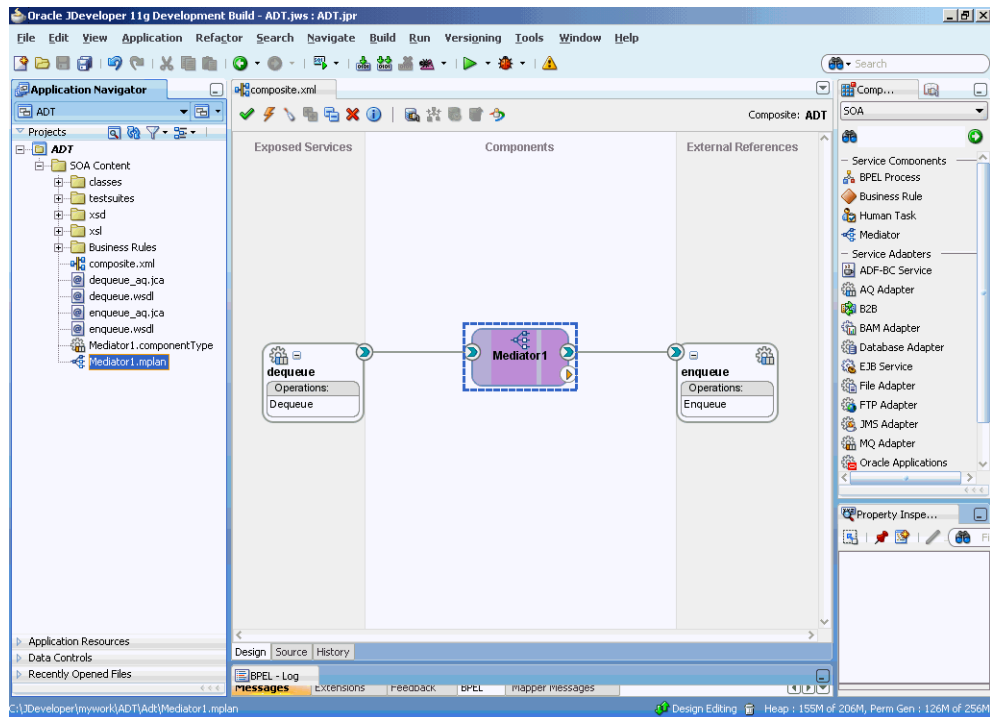 Oracle JDeveloper 11g Development Build - ADT.jws : ADT.jpr
File Edit View Application Refactor Search Navigate Build Run Versioning Tools Window Help
Search
Application Navigator
composite.xml
Comp...
ADT
Composite: ADT
SOA
Projects
ADT
SOA Content
classes
testsuites
xsd
xsl
Business Rules
composite.xml
dequeue_aq.jca
dequeue.wsdl
enqueue_aq.jca
enqueue.wsdl
Mediator1.componentType
Mediator1.mplan
Exposed Services
Components
External References
dequeue
Operations:
Dequeue
Mediator1
enqueue
Operations:
Enqueue
Service Components
BPEL Process
Business Rule
Human Task
Mediator
Service Adapters
ADF-BC Service
AQ Adapter
B2B
BAM Adapter
Database Adapter
EJB Service
File Adapter
FTP Adapter
JMS Adapter
MQ Adapter
Oracle Applications
Property Inspe...
Fi
Application Resources
Data Controls
Recently Opened Files
Design Source History
BPEL - Log
Messages Extensions Feedback BPEL Mapper Messages
C:\JDeveloper\mywork\ADT\Adt\Mediator1.mplan
Design Editing
Heap : 155M of 206M, Perm Gen : 126M of 256M